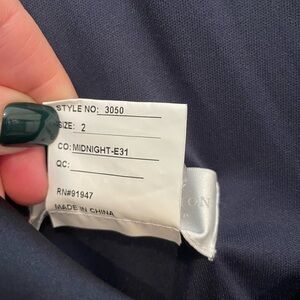 STYLE NO: 3050
SIZE: 2
CO: MIDNIGHT-E31
QC:
RN#91947
MADE IN CHINA